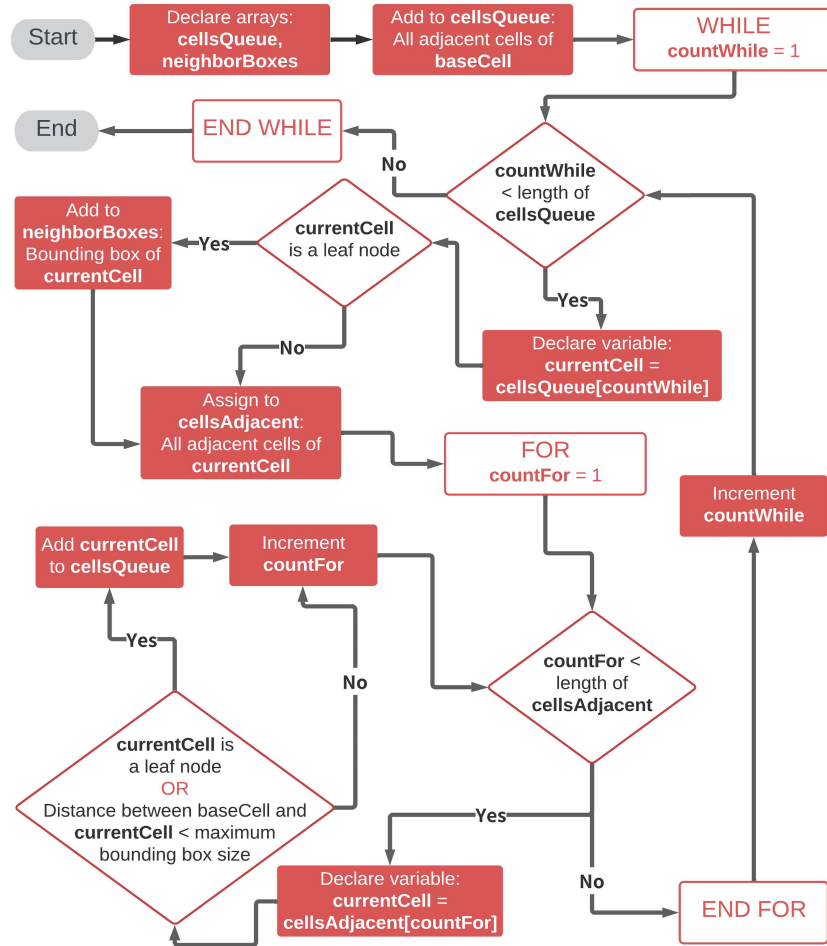 Start
Declare arrays:
cellsQueue,
neighborBoxes
Add to cellsQueue:
All adjacent cells of
baseCell
WHILE
countWhile = 1
End
END WHILE
No
countWhile
< length of
cellsQueue
Add to
neighborBoxes:
Bounding box of
currentCell
Yes
currentCell
is a leaf node
Yes
No
Declare variable:
currentCell =
cellsQueue[countWhile]
Assign to
cellsAdjacent:
All adjacent cells of
currentCell
FOR
countFor = 1
Increment
countWhile
Add currentCell
to cellsQueue
Increment
countFor
Yes
No
countFor <
length of
cellsAdjacent
currentCell is
a leaf node
OR
Distance between baseCell and
currentCell < maximum
bounding box size
Yes
Declare variable:
currentCell =
cellsAdjacent[countFor]
No
END FOR